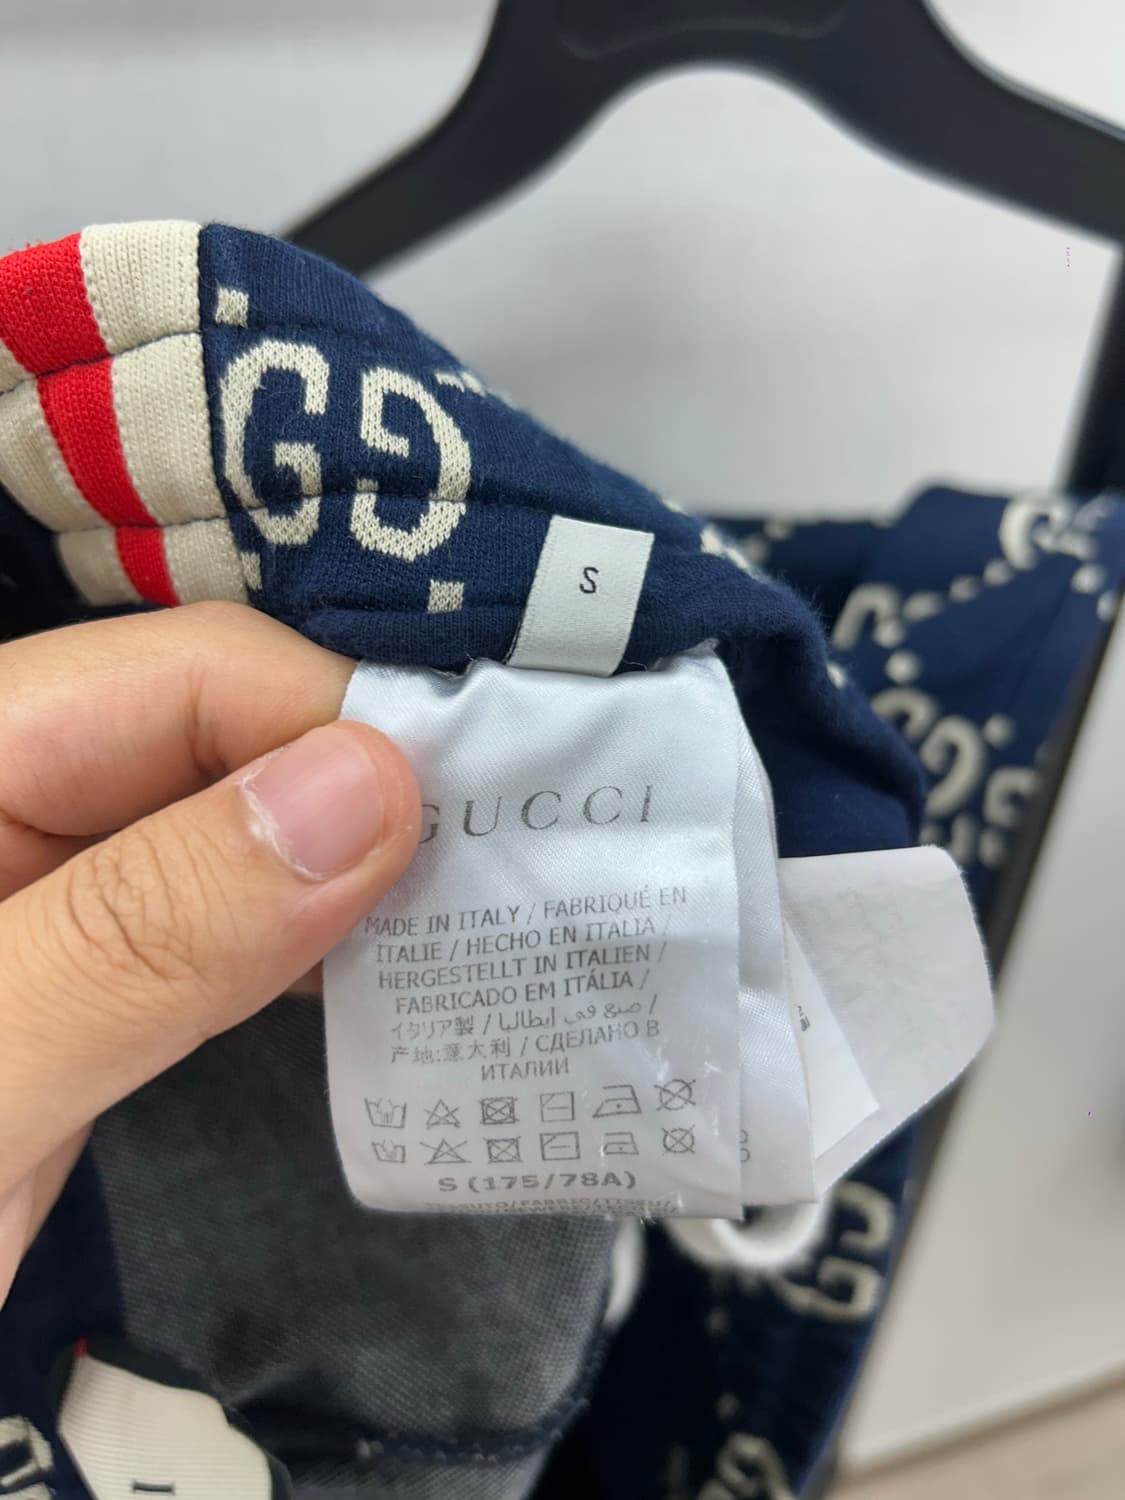 S
GUCCI
MADE IN ITALY / FABRIQUÉ EN
ITALIE / HECHO EN ITALIA /
HERGESTELLT IN ITALIEN /
FABRICADO EM ITÁLIA /
イタリア製 / صنع في ايطاليا /
产地:意大利 / СДЕЛАНО В
ИТАЛИИ
S (175/78A)